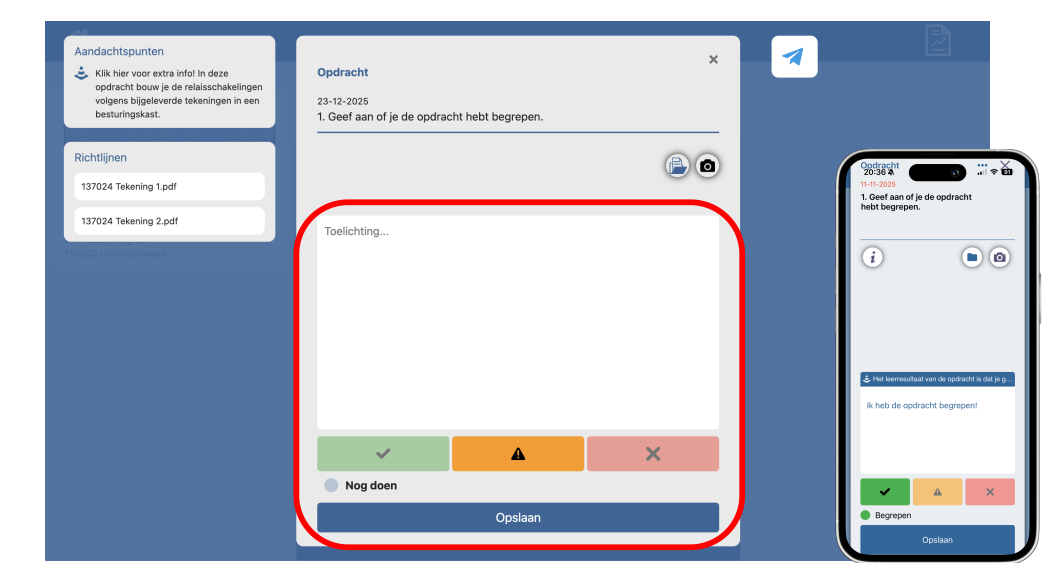 Aandachtspunten
Klik hier voor extra info! In deze
opdracht bouw je de relaisschakelingen
volgens bijgeleverde tekeningen in een
besturingskast.
Richtlijnen
137024 Tekening 1.pdf
137024 Tekening 2.pdf
Opdracht
×
23-12-2025
1. Geef aan of je de opdracht hebt begrepen.
Toelichting...
Nog doen
Opslaan
Opdracht
20:36
91
11-11-2025
1. Geef aan of je de opdracht
hebt begrepen.
i
Het leerresultaat van de opdracht is dat je g...
Ik heb de opdracht begrepen!
Begrepen
Opslaan